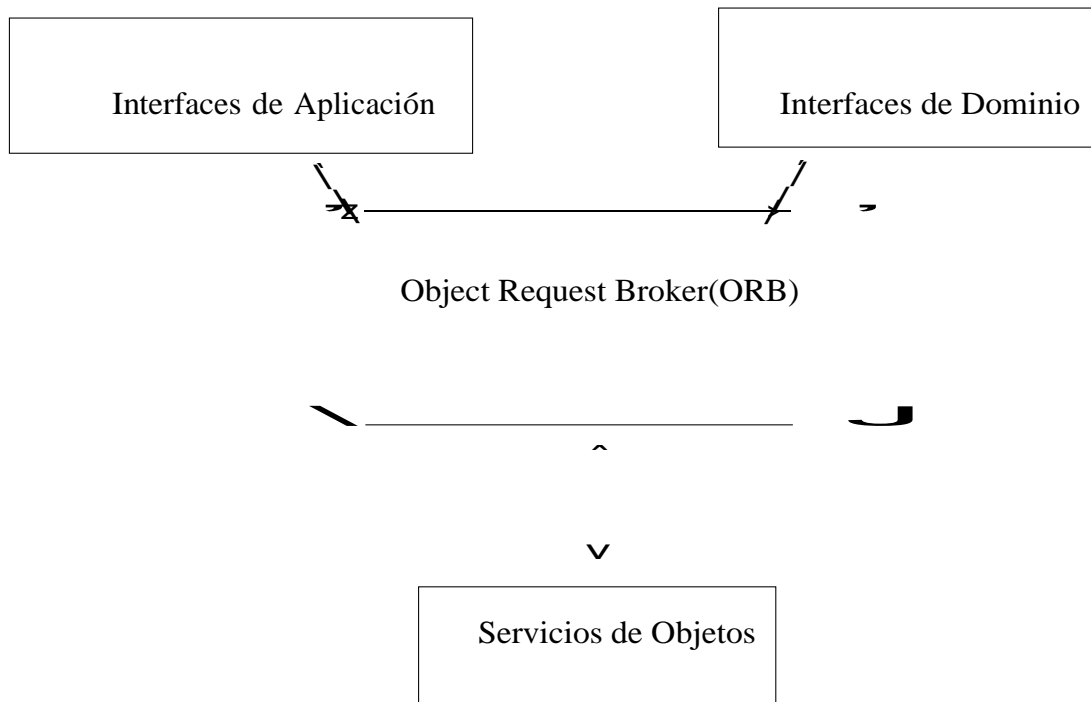 Interfaces de Aplicación
Interfaces de Dominio
Object Request Broker(ORB)
Servicios de Objetos